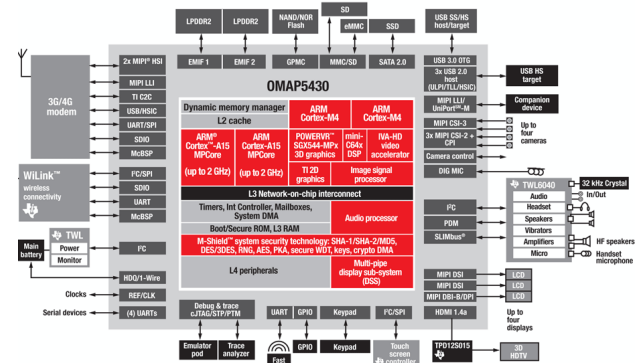 SD
LPDDR2
LPDDR2
NAND/NOR
Flash
eMMC
SSD
USB SS/HS
host/target
EMIF 1
EMIF 2
GPMC
MMC/SD
SATA 2.0
USB 3.0 OTG
3x USB 2.0
host
(ULPI/TLL/HSIC)
USB HS
target
MIPI LLI/
UniPort™-M
Companion
device
MIPI CSI-3
3x MIPI CSI-2 +
CPI
Up to
four
cameras
Camera control
DIG MIC
3G/4G
modem
2x MIPI® HSI
MIPI LLI
TI C2C
USB/HSIC
UART/SPI
SDIO
McBSP
WiLink™
wireless
connectivity
I²C/SPI
SDIO
UART
McBSP
TWL
Main
battery
Power
Monitor
I²C
HDO/1-Wire
Clocks
REF/CLK
Serial devices
(4) UARTs
OMAP5430
Dynamic memory manager
L2 cache
ARM
Cortex-M4
ARM
Cortex-M4
ARM®
Cortex™-A15
MPCore
(up to 2 GHz)
ARM
Cortex-A15
MPCore
(up to 2 GHz)
POWERVR™
SGX544-MPx
3D graphics
mini-
C64x
DSP
IVA-HD
video
accelerator
TI 2D
graphics
Image signal
processor
L3 Network-on-chip interconnect
Timers, Int Controller, Mailboxes,
System DMA
Boot/Secure ROM, L3 RAM
Audio processor
M-Shield™ system security technology: SHA-1/SHA-2/MD5,
DES/3DES, RNG, AES, PKA, secure WDT, keys, crypto DMA
L4 peripherals
Multi-pipe
display sub-system
(DSS)
I²C
PDM
SLIMbus®
TWL6040
Audio
Headset
Speakers
Vibrators
Amplifiers
Micro
32 kHz Crystal
In/Out
HF speakers
Handset
microphone
MIPI DSI
LCD
MIPI DSI
LCD
MIPI DBI-B/DPI
LCD
HDMI 1.4a
Up to
four
displays
TPD12S015
3D
HDTV
Debug & trace
cJTAG/STP/PTM
UART
GPIO
Keypad
I²C/SPI
Emulator
pod
Trace
analyzer
Fast
GPIO
Keypad
Touch
screen
controller